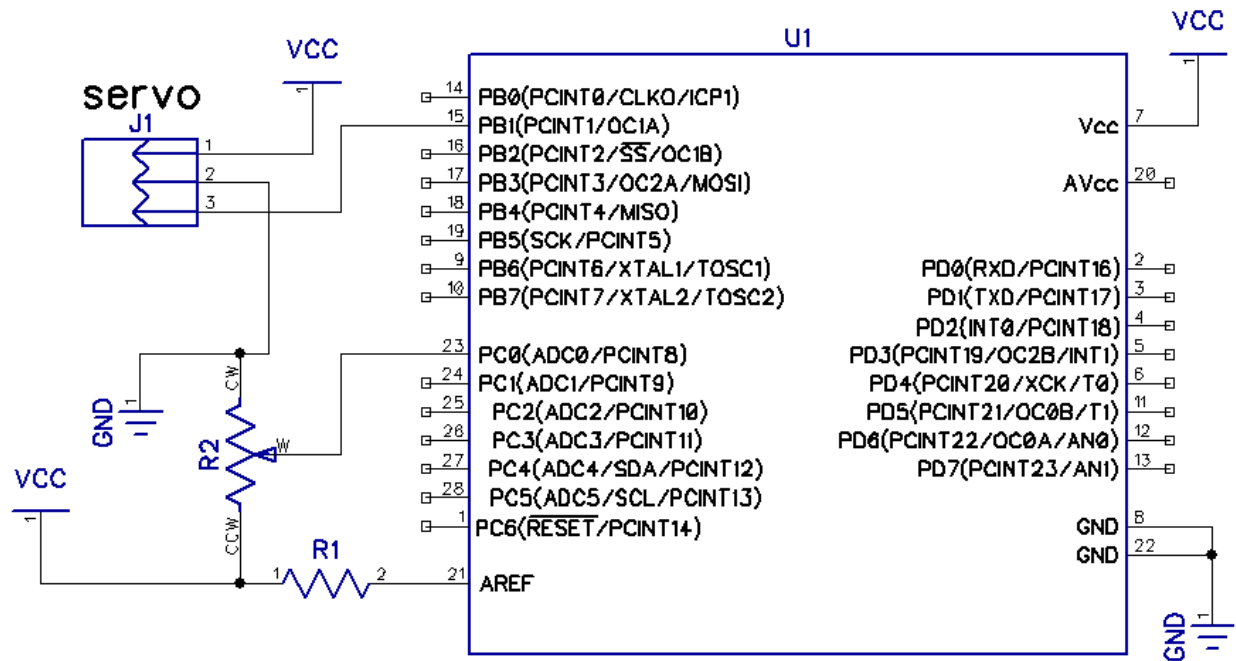 VCC
1
servo
J1
1
2
3
VCC
1
U1
14 PB0(PCINT0/CLKO/ICP1)
15 PB1(PCINT1/OC1A)
16 PB2(PCINT2/SS/OC1B)
17 PB3(PCINT3/OC2A/MOSI)
18 PB4(PCINT4/MISO)
19 PB5(SCK/PCINT5)
9 PB6(PCINT6/XTAL1/TOSC1)
10 PB7(PCINT7/XTAL2/TOSC2)
23 PC0(ADC0/PCINT8)
24 PC1(ADC1/PCINT9)
25 PC2(ADC2/PCINT10)
26 PC3(ADC3/PCINT11)
27 PC4(ADC4/SDA/PCINT12)
28 PC5(ADC5/SCL/PCINT13)
1 PC6(RESET/PCINT14)
21 AREF
Vcc 7
AVcc 20
PD0(RXD/PCINT16) 2
PD1(TXD/PCINT17) 3
PD2(INT0/PCINT18) 4
PD3(PCINT19/OC2B/INT1) 5
PD4(PCINT20/XCK/T0) 6
PD5(PCINT21/OC0B/T1) 11
PD6(PCINT22/OC0A/AN0) 12
PD7(PCINT23/AN1) 13
GND 8
GND 22
1
GND
1
GND
CW
R2
W
CCW
VCC
1
R1
1
2